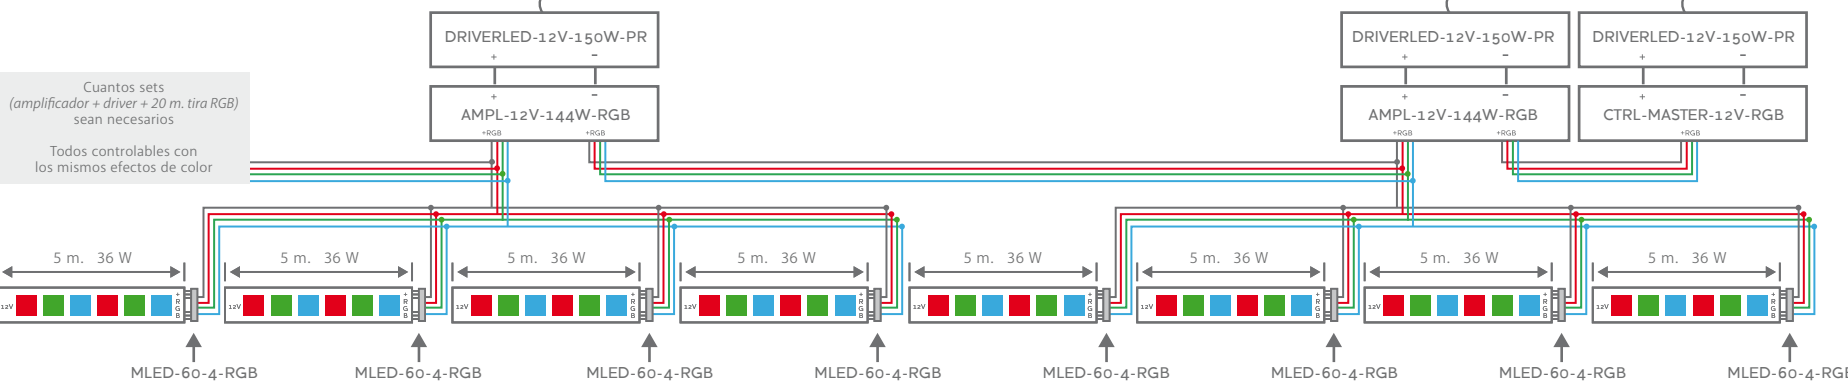 DRIVERLED-12V-150W-PR
+ −
DRIVERLED-12V-150W-PR
+ −
DRIVERLED-12V-150W-PR
+ −
Cuantos sets
(amplificador + driver + 20 m. tira RGB)
sean necesarios
Todos controlables con
los mismos efectos de color
+ −
AMPL-12V-144W-RGB
+RGB +RGB
+ −
AMPL-12V-144W-RGB
+RGB +RGB
+ −
CTRL-MASTER-12V-RGB
+RGB
5 m. 36 W
5 m. 36 W
5 m. 36 W
5 m. 36 W
5 m. 36 W
5 m. 36 W
5 m. 36 W
5 m. 36 W
12V
+
R
G
B
12V
+
R
G
B
12V
+
R
G
B
12V
+
R
G
B
12V
+
R
G
B
12V
+
R
G
B
12V
+
R
G
B
12V
+
R
G
B
MLED-60-4-RGB
MLED-60-4-RGB
MLED-60-4-RGB
MLED-60-4-RGB
MLED-60-4-RGB
MLED-60-4-RGB
MLED-60-4-RGB
MLED-60-4-RGB